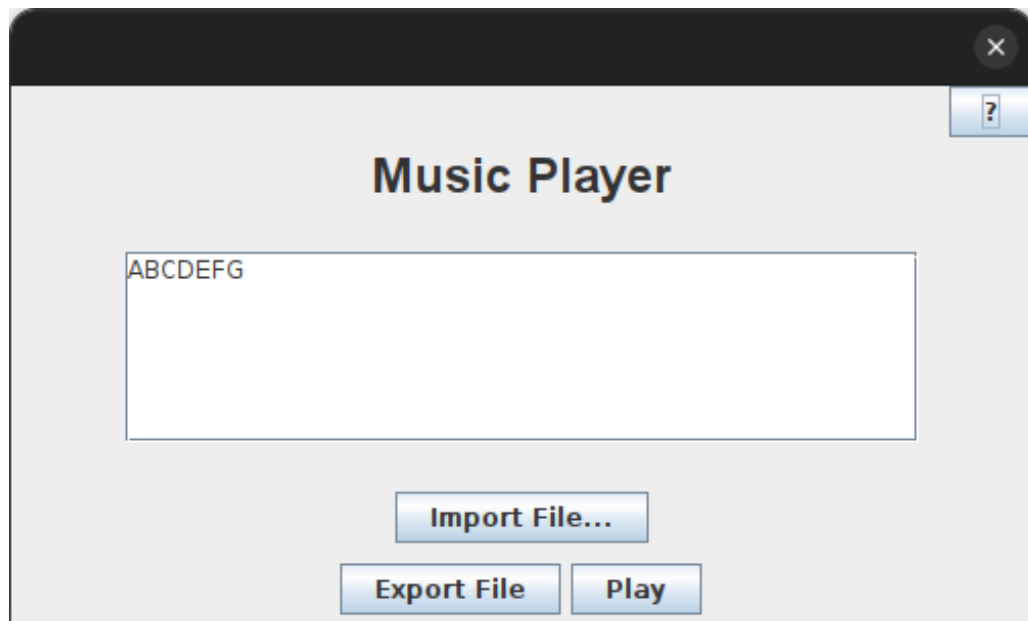 ?
Music Player
ABCDEFG
Import File...
Export File
Play